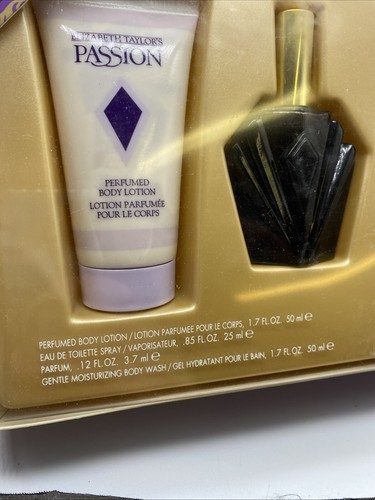 ELIZABETH TAYLOR'S
PASSION
PERFUMED
BODY LOTION
LOTION PARFUMÉE
POUR LE CORPS
PERFUMED BODY LOTION / LOTION PARFUMÉE POUR LE CORPS, 1.7 FL.OZ. 50 ml ℮
EAU DE TOILETTE SPRAY / VAPORISATEUR, .85 FL.OZ. 25 ml ℮
PARFUM, .12 FL.OZ. 3.7 ml ℮
GENTLE MOISTURIZING BODY WASH / GEL HYDRATANT POUR LE BAIN, 1.7 FL.OZ. 50 ml ℮